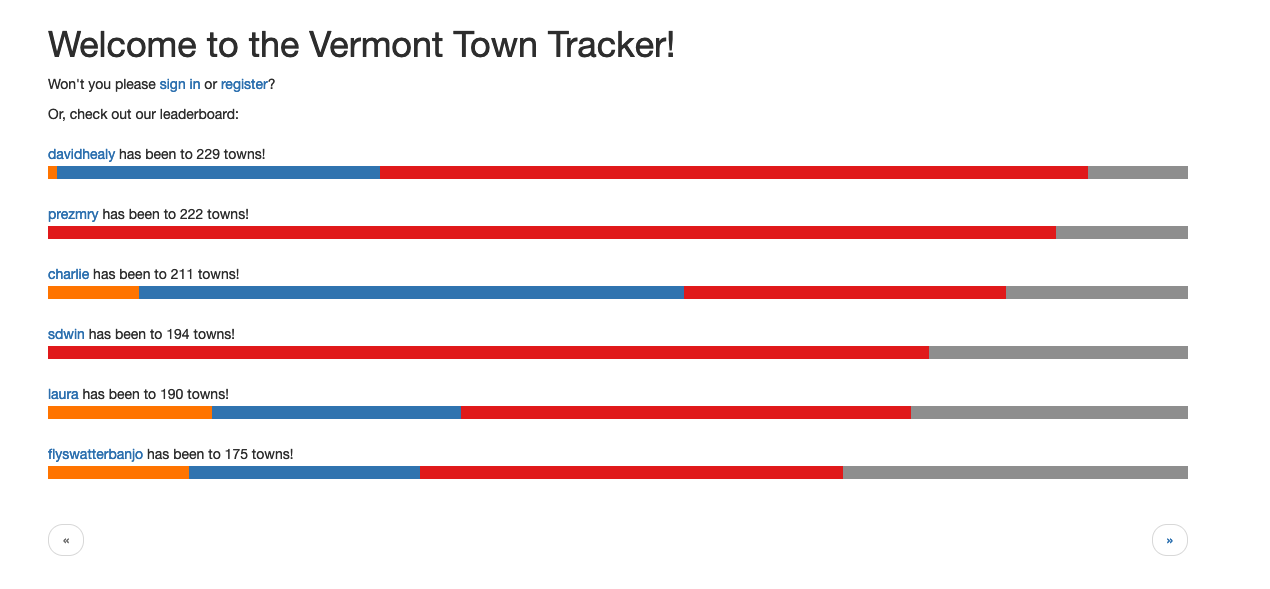 Welcome to the Vermont Town Tracker!
Won't you please sign in or register?
Or, check out our leaderboard:
davidhealy has been to 229 towns!
prezmry has been to 222 towns!
charlie has been to 211 towns!
sdwin has been to 194 towns!
laura has been to 190 towns!
flyswatterbanjo has been to 175 towns!
« »